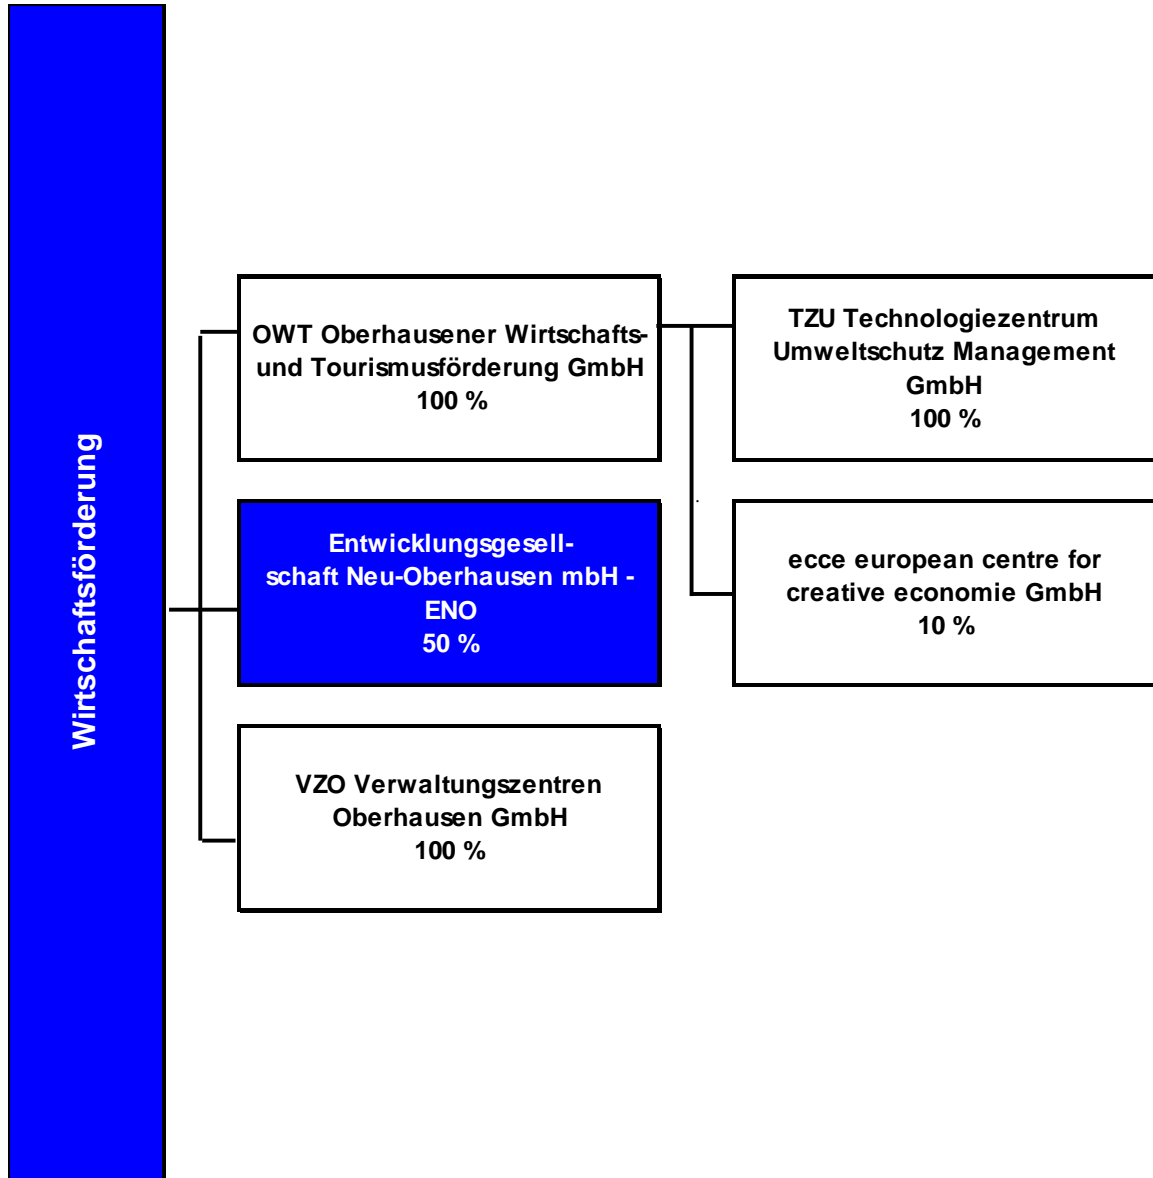 Wirtschaftsförderung
OWT Oberhausener Wirtschafts-
und Tourismusförderung GmbH
100 %
TZU Technologiezentrum
Umweltschutz Management
GmbH
100 %
Entwicklungsgesell-
schaft Neu-Oberhausen mbH -
ENO
50 %
ecce european centre for
creative economie GmbH
10 %
VZO Verwaltungszentren
Oberhausen GmbH
100 %